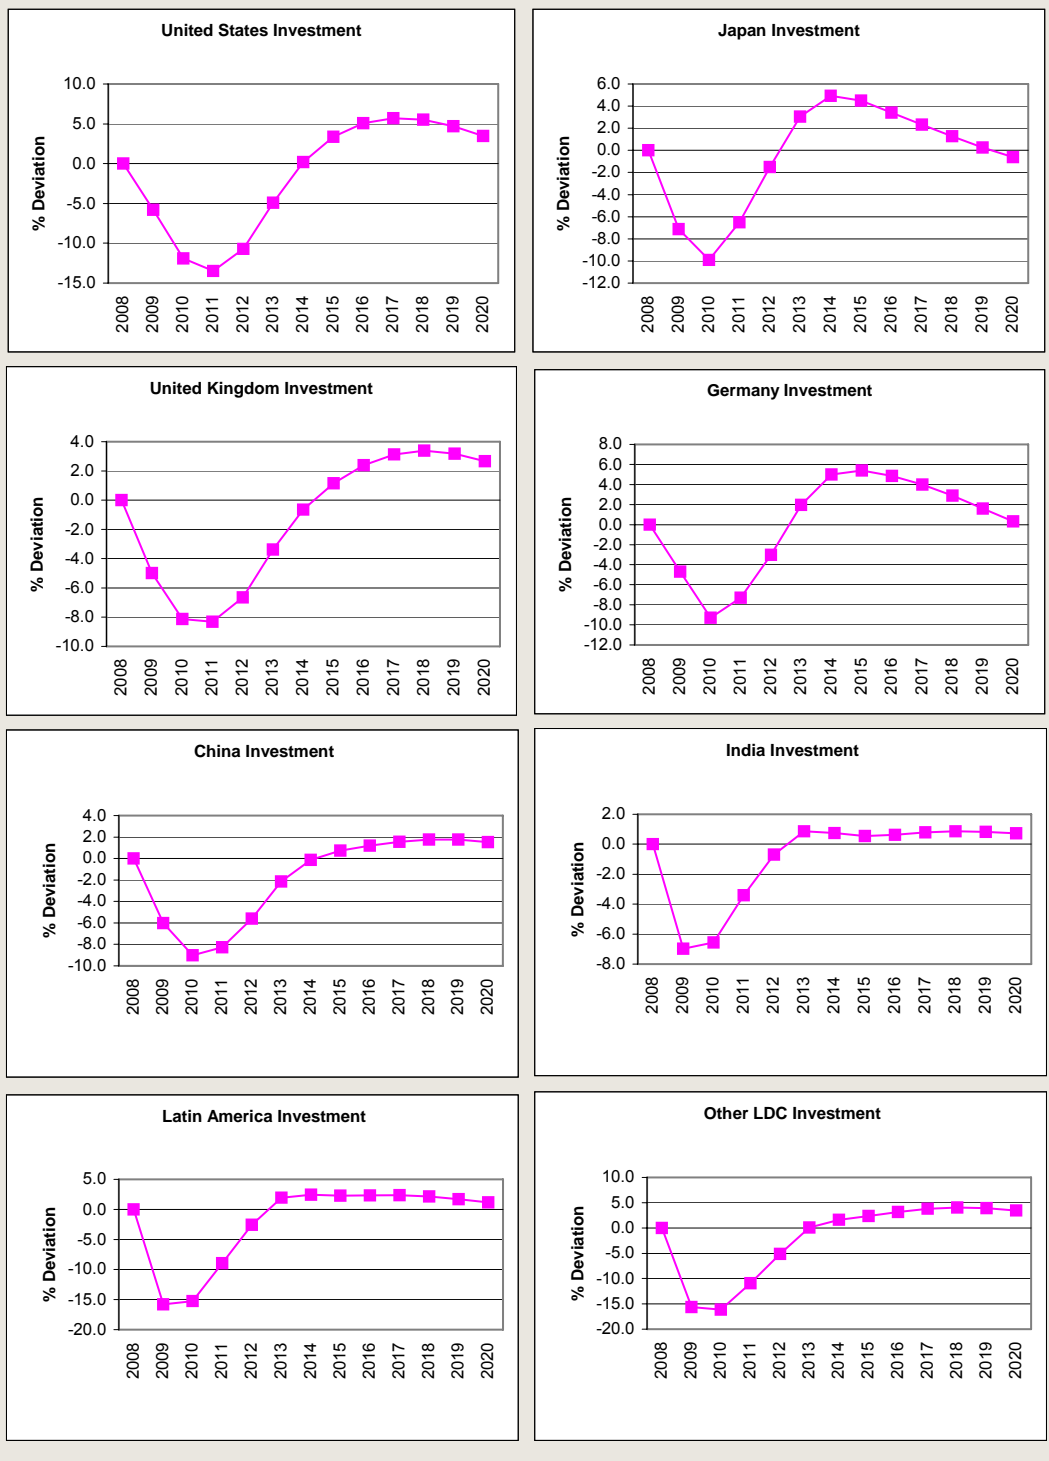 United States Investment
% Deviation
10.0
5.0
0.0
-5.0
-10.0
-15.0
2008 2009 2010 2011 2012 2013 2014 2015 2016 2017 2018 2019 2020
Japan Investment
% Deviation
6.0
4.0
2.0
0.0
-2.0
-4.0
-6.0
-8.0
-10.0
-12.0
2008 2009 2010 2011 2012 2013 2014 2015 2016 2017 2018 2019 2020
United Kingdom Investment
% Deviation
4.0
2.0
0.0
-2.0
-4.0
-6.0
-8.0
-10.0
2008 2009 2010 2011 2012 2013 2014 2015 2016 2017 2018 2019 2020
Germany Investment
% Deviation
8.0
6.0
4.0
2.0
0.0
-2.0
-4.0
-6.0
-8.0
-10.0
-12.0
2008 2009 2010 2011 2012 2013 2014 2015 2016 2017 2018 2019 2020
China Investment
% Deviation
4.0
2.0
0.0
-2.0
-4.0
-6.0
-8.0
-10.0
2008 2009 2010 2011 2012 2013 2014 2015 2016 2017 2018 2019 2020
India Investment
% Deviation
2.0
0.0
-2.0
-4.0
-6.0
-8.0
2008 2009 2010 2011 2012 2013 2014 2015 2016 2017 2018 2019 2020
Latin America Investment
% Deviation
5.0
0.0
-5.0
-10.0
-15.0
-20.0
2008 2009 2010 2011 2012 2013 2014 2015 2016 2017 2018 2019 2020
Other LDC Investment
% Deviation
10.0
5.0
0.0
-5.0
-10.0
-15.0
-20.0
2008 2009 2010 2011 2012 2013 2014 2015 2016 2017 2018 2019 2020